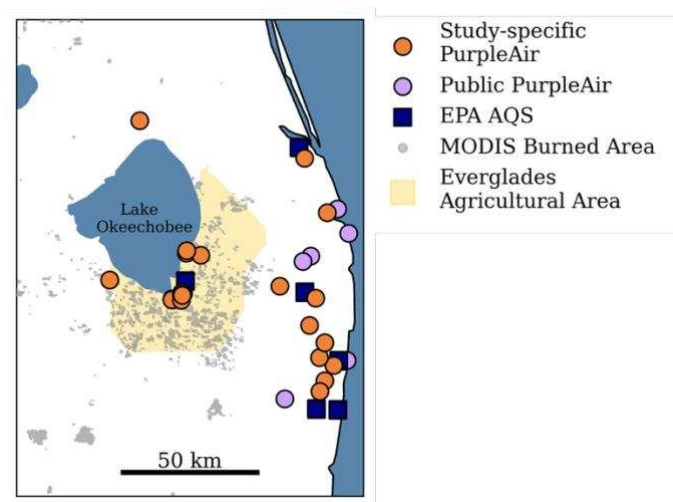 Study-specific
PurpleAir
Public PurpleAir
EPA AQS
MODIS Burned Area
Everglades
Agricultural Area
Lake
Okeechobee
50 km